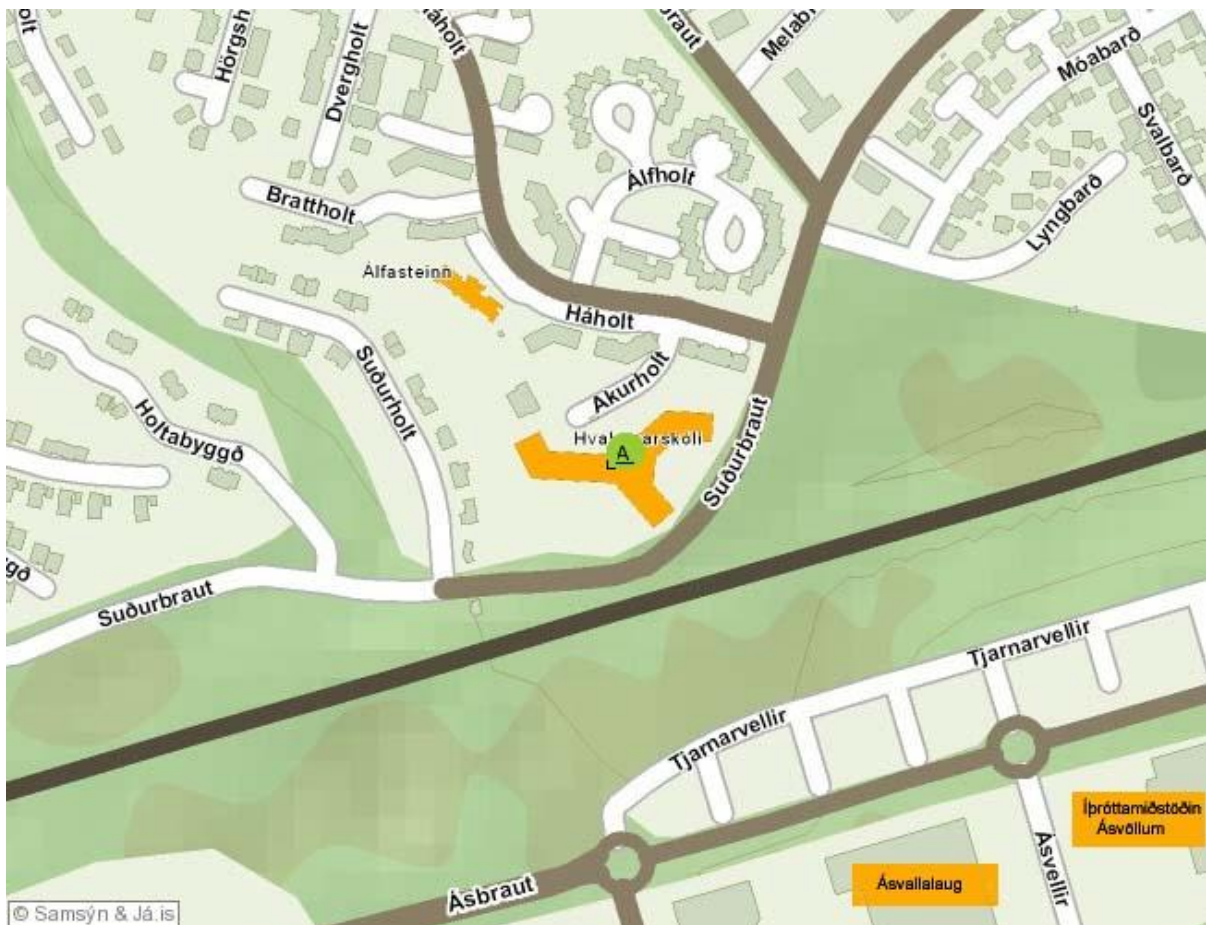 Hörgsh
Dvergholt
Háholt
braut
Melab
Móabarð
Svalbarð
Lyngbarð
Álfholt
Brattholt
Álfasteinn
Háholt
Akurholt
Suðurholt
Holtabyggð
A
Suðurbraut
Suðurbraut
Tjarnarvellir
Tjarnarvellir
Íþróttamiðstöðin
Ásvöllum
Ásvellir
Ásvallalaug
Ásbraut
© Samsýn & Já.is